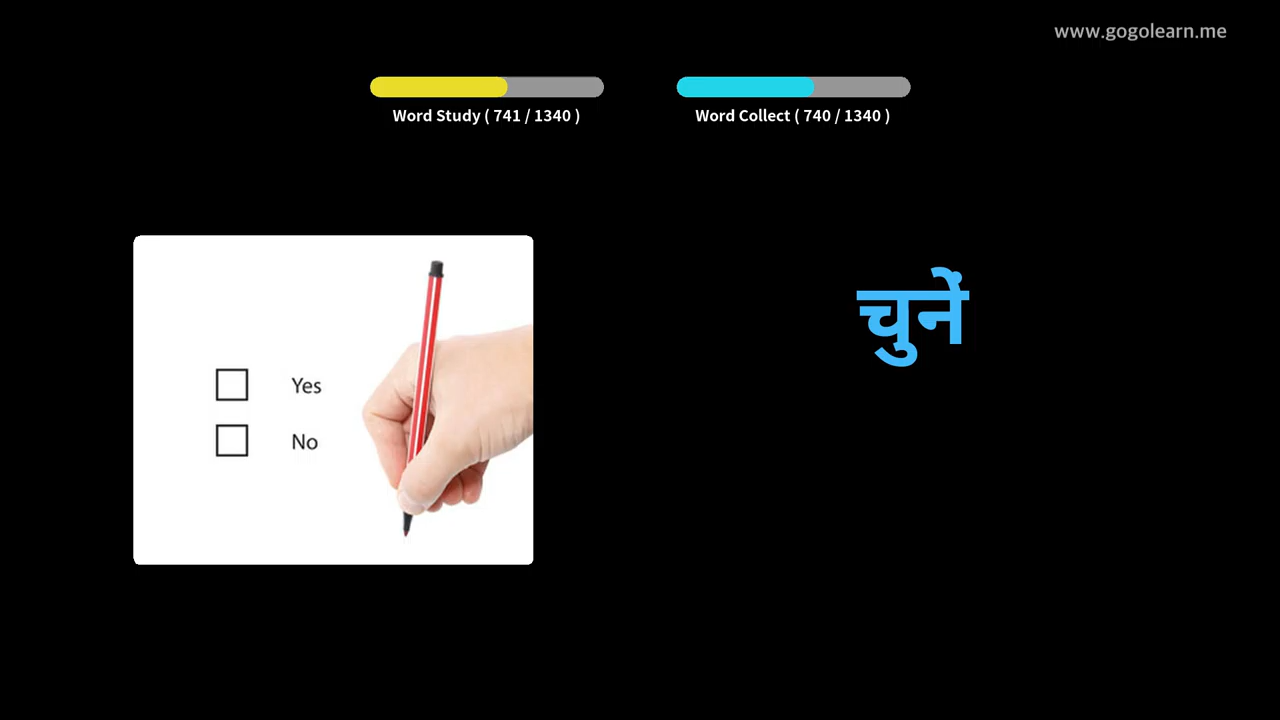 www.gogolearn.me
Word Study ( 741 / 1340 )
Word Collect ( 740 / 1340 )
चुनें
Yes
No